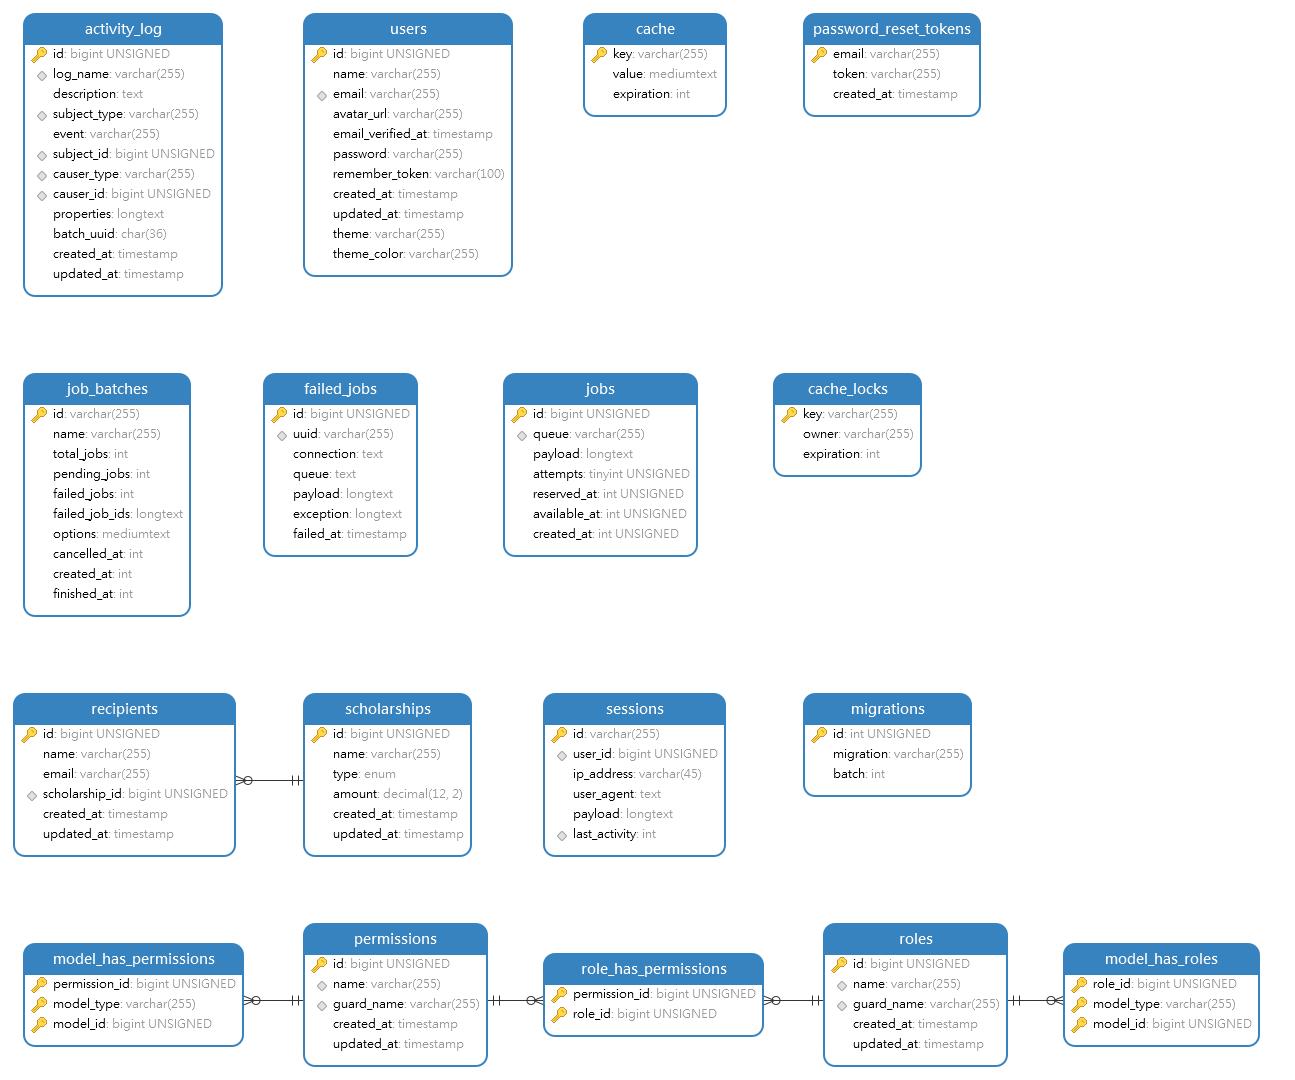 activity_log
id: bigint UNSIGNED
log_name: varchar(255)
description: text
subject_type: varchar(255)
event: varchar(255)
subject_id: bigint UNSIGNED
causer_type: varchar(255)
causer_id: bigint UNSIGNED
properties: longtext
batch_uuid: char(36)
created_at: timestamp
updated_at: timestamp
users
id: bigint UNSIGNED
name: varchar(255)
email: varchar(255)
avatar_url: varchar(255)
email_verified_at: timestamp
password: varchar(255)
remember_token: varchar(100)
created_at: timestamp
updated_at: timestamp
theme: varchar(255)
theme_color: varchar(255)
cache
key: varchar(255)
value: mediumtext
expiration: int
password_reset_tokens
email: varchar(255)
token: varchar(255)
created_at: timestamp
job_batches
id: varchar(255)
name: varchar(255)
total_jobs: int
pending_jobs: int
failed_jobs: int
failed_job_ids: longtext
options: mediumtext
cancelled_at: int
created_at: int
finished_at: int
failed_jobs
id: bigint UNSIGNED
uuid: varchar(255)
connection: text
queue: text
payload: longtext
exception: longtext
failed_at: timestamp
jobs
id: bigint UNSIGNED
queue: varchar(255)
payload: longtext
attempts: tinyint UNSIGNED
reserved_at: int UNSIGNED
available_at: int UNSIGNED
created_at: int UNSIGNED
cache_locks
key: varchar(255)
owner: varchar(255)
expiration: int
recipients
id: bigint UNSIGNED
name: varchar(255)
email: varchar(255)
scholarship_id: bigint UNSIGNED
created_at: timestamp
updated_at: timestamp
scholarships
id: bigint UNSIGNED
name: varchar(255)
type: enum
amount: decimal(12, 2)
created_at: timestamp
updated_at: timestamp
sessions
id: varchar(255)
user_id: bigint UNSIGNED
ip_address: varchar(45)
user_agent: text
payload: longtext
last_activity: int
migrations
id: int UNSIGNED
migration: varchar(255)
batch: int
model_has_permissions
permission_id: bigint UNSIGNED
model_type: varchar(255)
model_id: bigint UNSIGNED
permissions
id: bigint UNSIGNED
name: varchar(255)
guard_name: varchar(255)
created_at: timestamp
updated_at: timestamp
role_has_permissions
permission_id: bigint UNSIGNED
role_id: bigint UNSIGNED
roles
id: bigint UNSIGNED
name: varchar(255)
guard_name: varchar(255)
created_at: timestamp
updated_at: timestamp
model_has_roles
role_id: bigint UNSIGNED
model_type: varchar(255)
model_id: bigint UNSIGNED